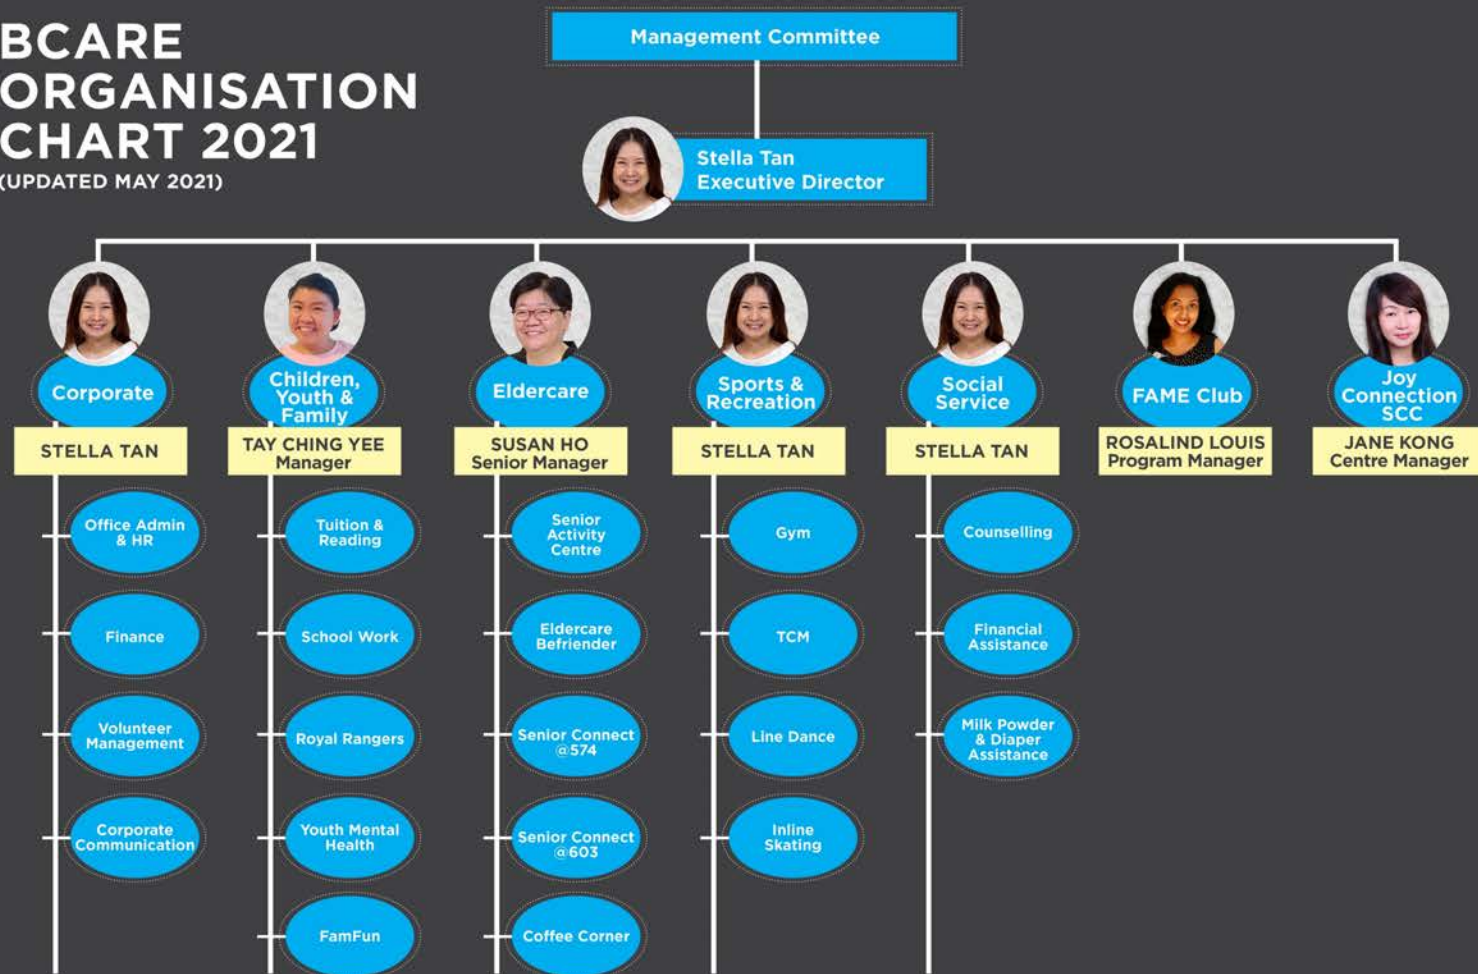 BCARE
ORGANISATION
CHART 2021
(UPDATED MAY 2021)
Management Committee
Stella Tan
Executive Director
Corporate
STELLA TAN
Office Admin
& HR
Finance
Volunteer
Management
Corporate
Communication
Children,
Youth &
Family
TAY CHING YEE
Manager
Tuition &
Reading
School Work
Royal Rangers
Youth Mental
Health
FamFun
Eldercare
SUSAN HO
Senior Manager
Senior
Activity
Centre
Eldercare
Befriender
Senior Connect
@574
Senior Connect
@603
Coffee Corner
Sports &
Recreation
STELLA TAN
Gym
TCM
Line Dance
Inline
Skating
Social
Service
STELLA TAN
Counselling
Financial
Assistance
Milk Powder
& Diaper
Assistance
FAME Club
ROSALIND LOUIS
Program Manager
Joy
Connection
SCC
JANE KONG
Centre Manager